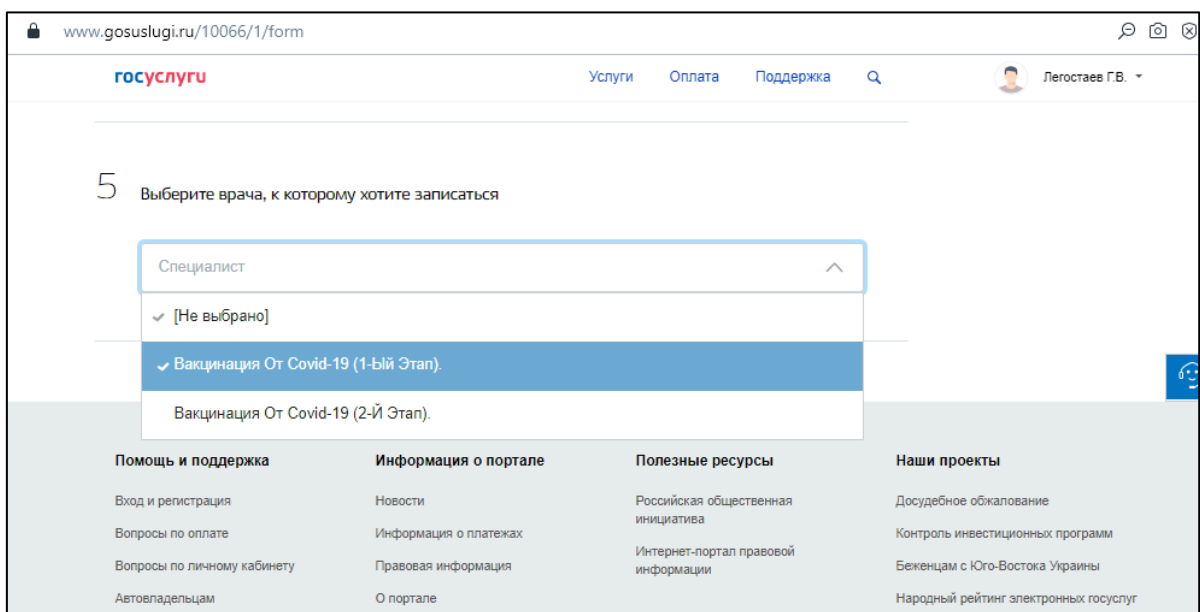 www.gosuslugi.ru/10066/1/form
госуслуги
Услуги Оплата Поддержка
Легостаев Г.В.
5 Выберите врача, к которому хотите записаться
Специалист
[Не выбрано]
Вакцинация От Covid-19 (1-Ый Этап).
Вакцинация От Covid-19 (2-Й Этап).
Помощь и поддержка
Вход и регистрация
Вопросы по оплате
Вопросы по личному кабинету
Автовладельцам
Информация о портале
Новости
Информация о платежах
Правовая информация
О портале
Полезные ресурсы
Российская общественная
инициатива
Интернет-портал правовой
информации
Наши проекты
Досудебное обжалование
Контроль инвестиционных программ
Беженцам с Юго-Востока Украины
Народный рейтинг электронных госуслуг